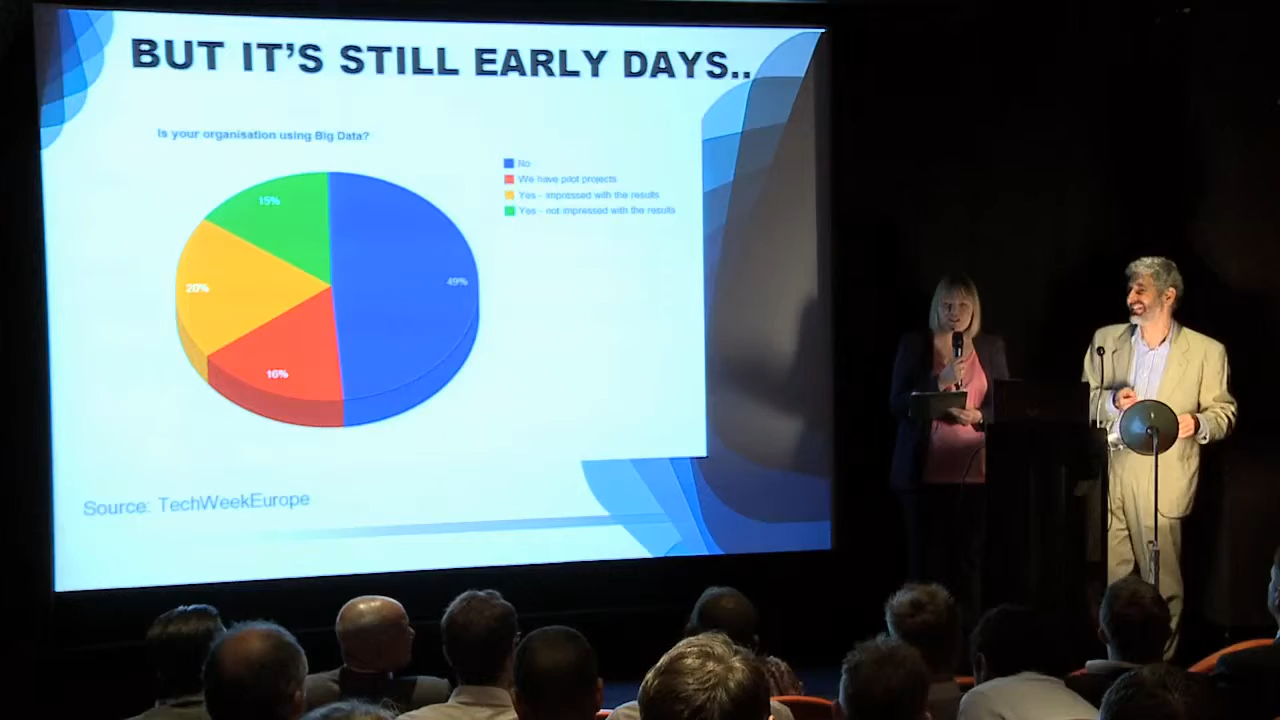 BUT IT'S STILL EARLY DAYS..
Is your organisation using Big Data?
No
We have pilot projects
Yes - impressed with the results
Yes - not impressed with the results
15%
49%
20%
16%
Source: TechWeekEurope